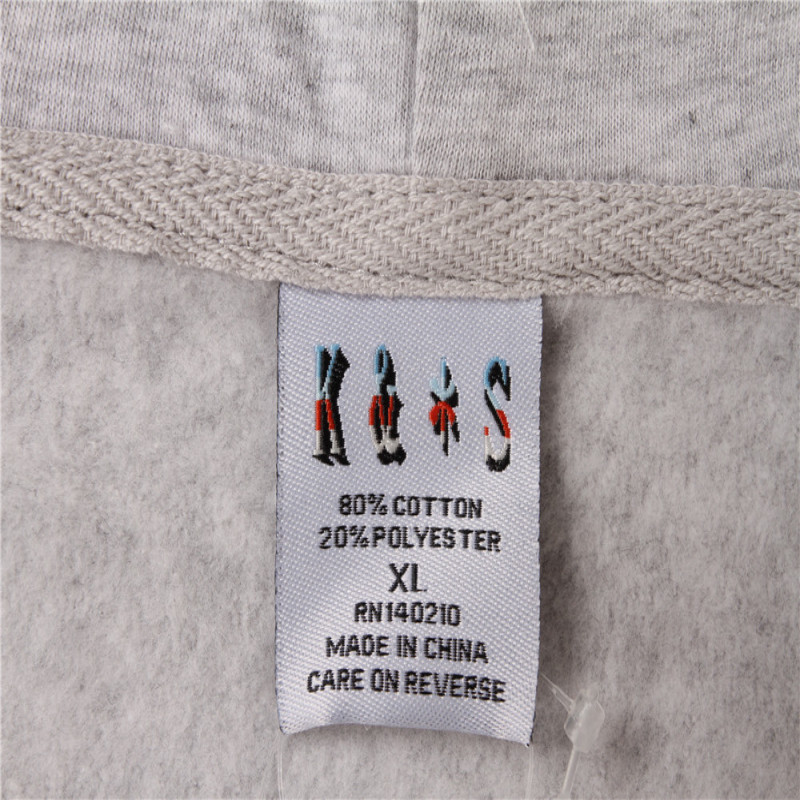 80% COTTON
20% POLYESTER
XL
RN140210
MADE IN CHINA
CARE ON REVERSE